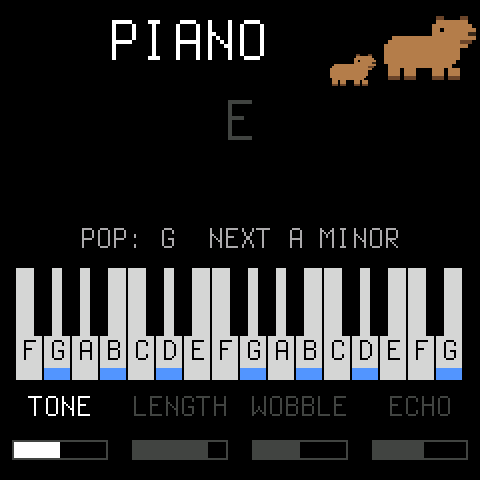 PIANO
E
POP: G  NEXT A MINOR
F G A B C D E F G A B C D E F G
TONE LENGTH WOBBLE ECHO